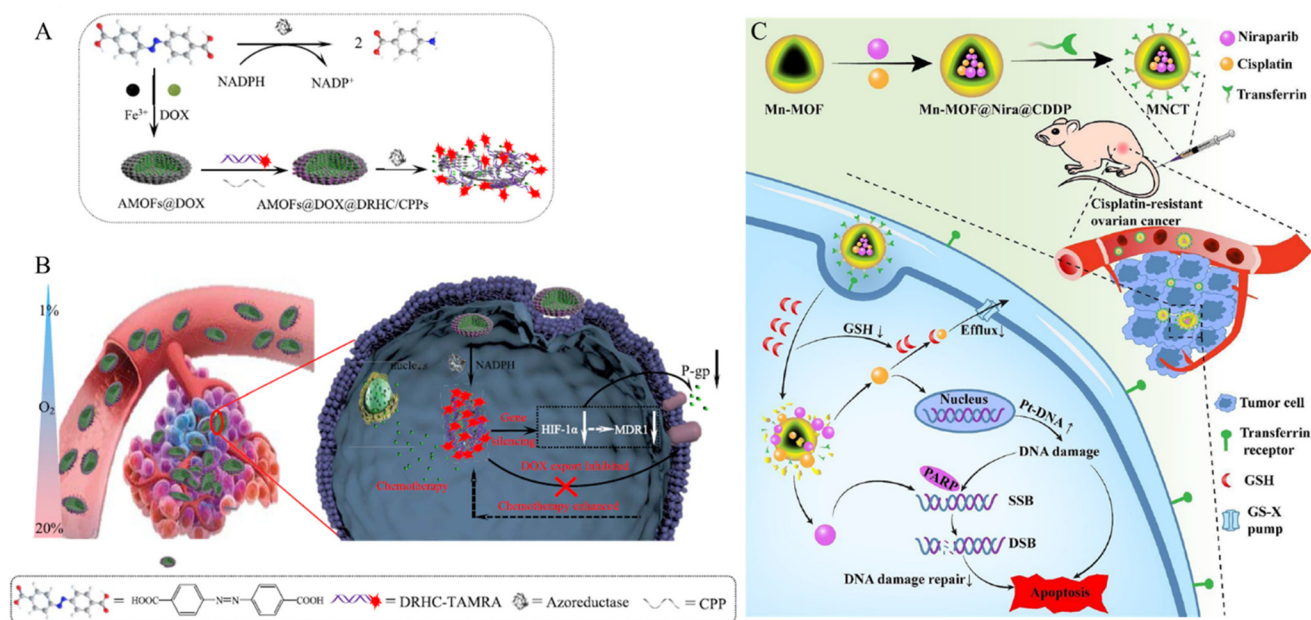 A
2
NADPH
NADP⁺
Fe³⁺
DOX
AMOFs@DOX
AMOFs@DOX@DRHC/CPPs
B
1%
O₂
20%
nucleus
NADPH
P-gp
Gene
silencing
HIF-1α
MDR1
DOX export inhibited
Chemotherapy
Chemotherapy enhanced
=
HOOC
N=N
COOH
= DRHC-TAMRA
= Azoreductase
= CPP
C
Mn-MOF
Mn-MOF@Nira@CDDP
MNCT
Niraparib
Cisplatin
Transferrin
Cisplatin-resistant
ovarian cancer
GSH↓
Efflux↓
Nucleus
Pt-DNA↑
DNA damage
PARP
SSB
DSB
DNA damage repair↓
Apoptosis
Tumor cell
Transferrin
receptor
GSH
GS-X
pump